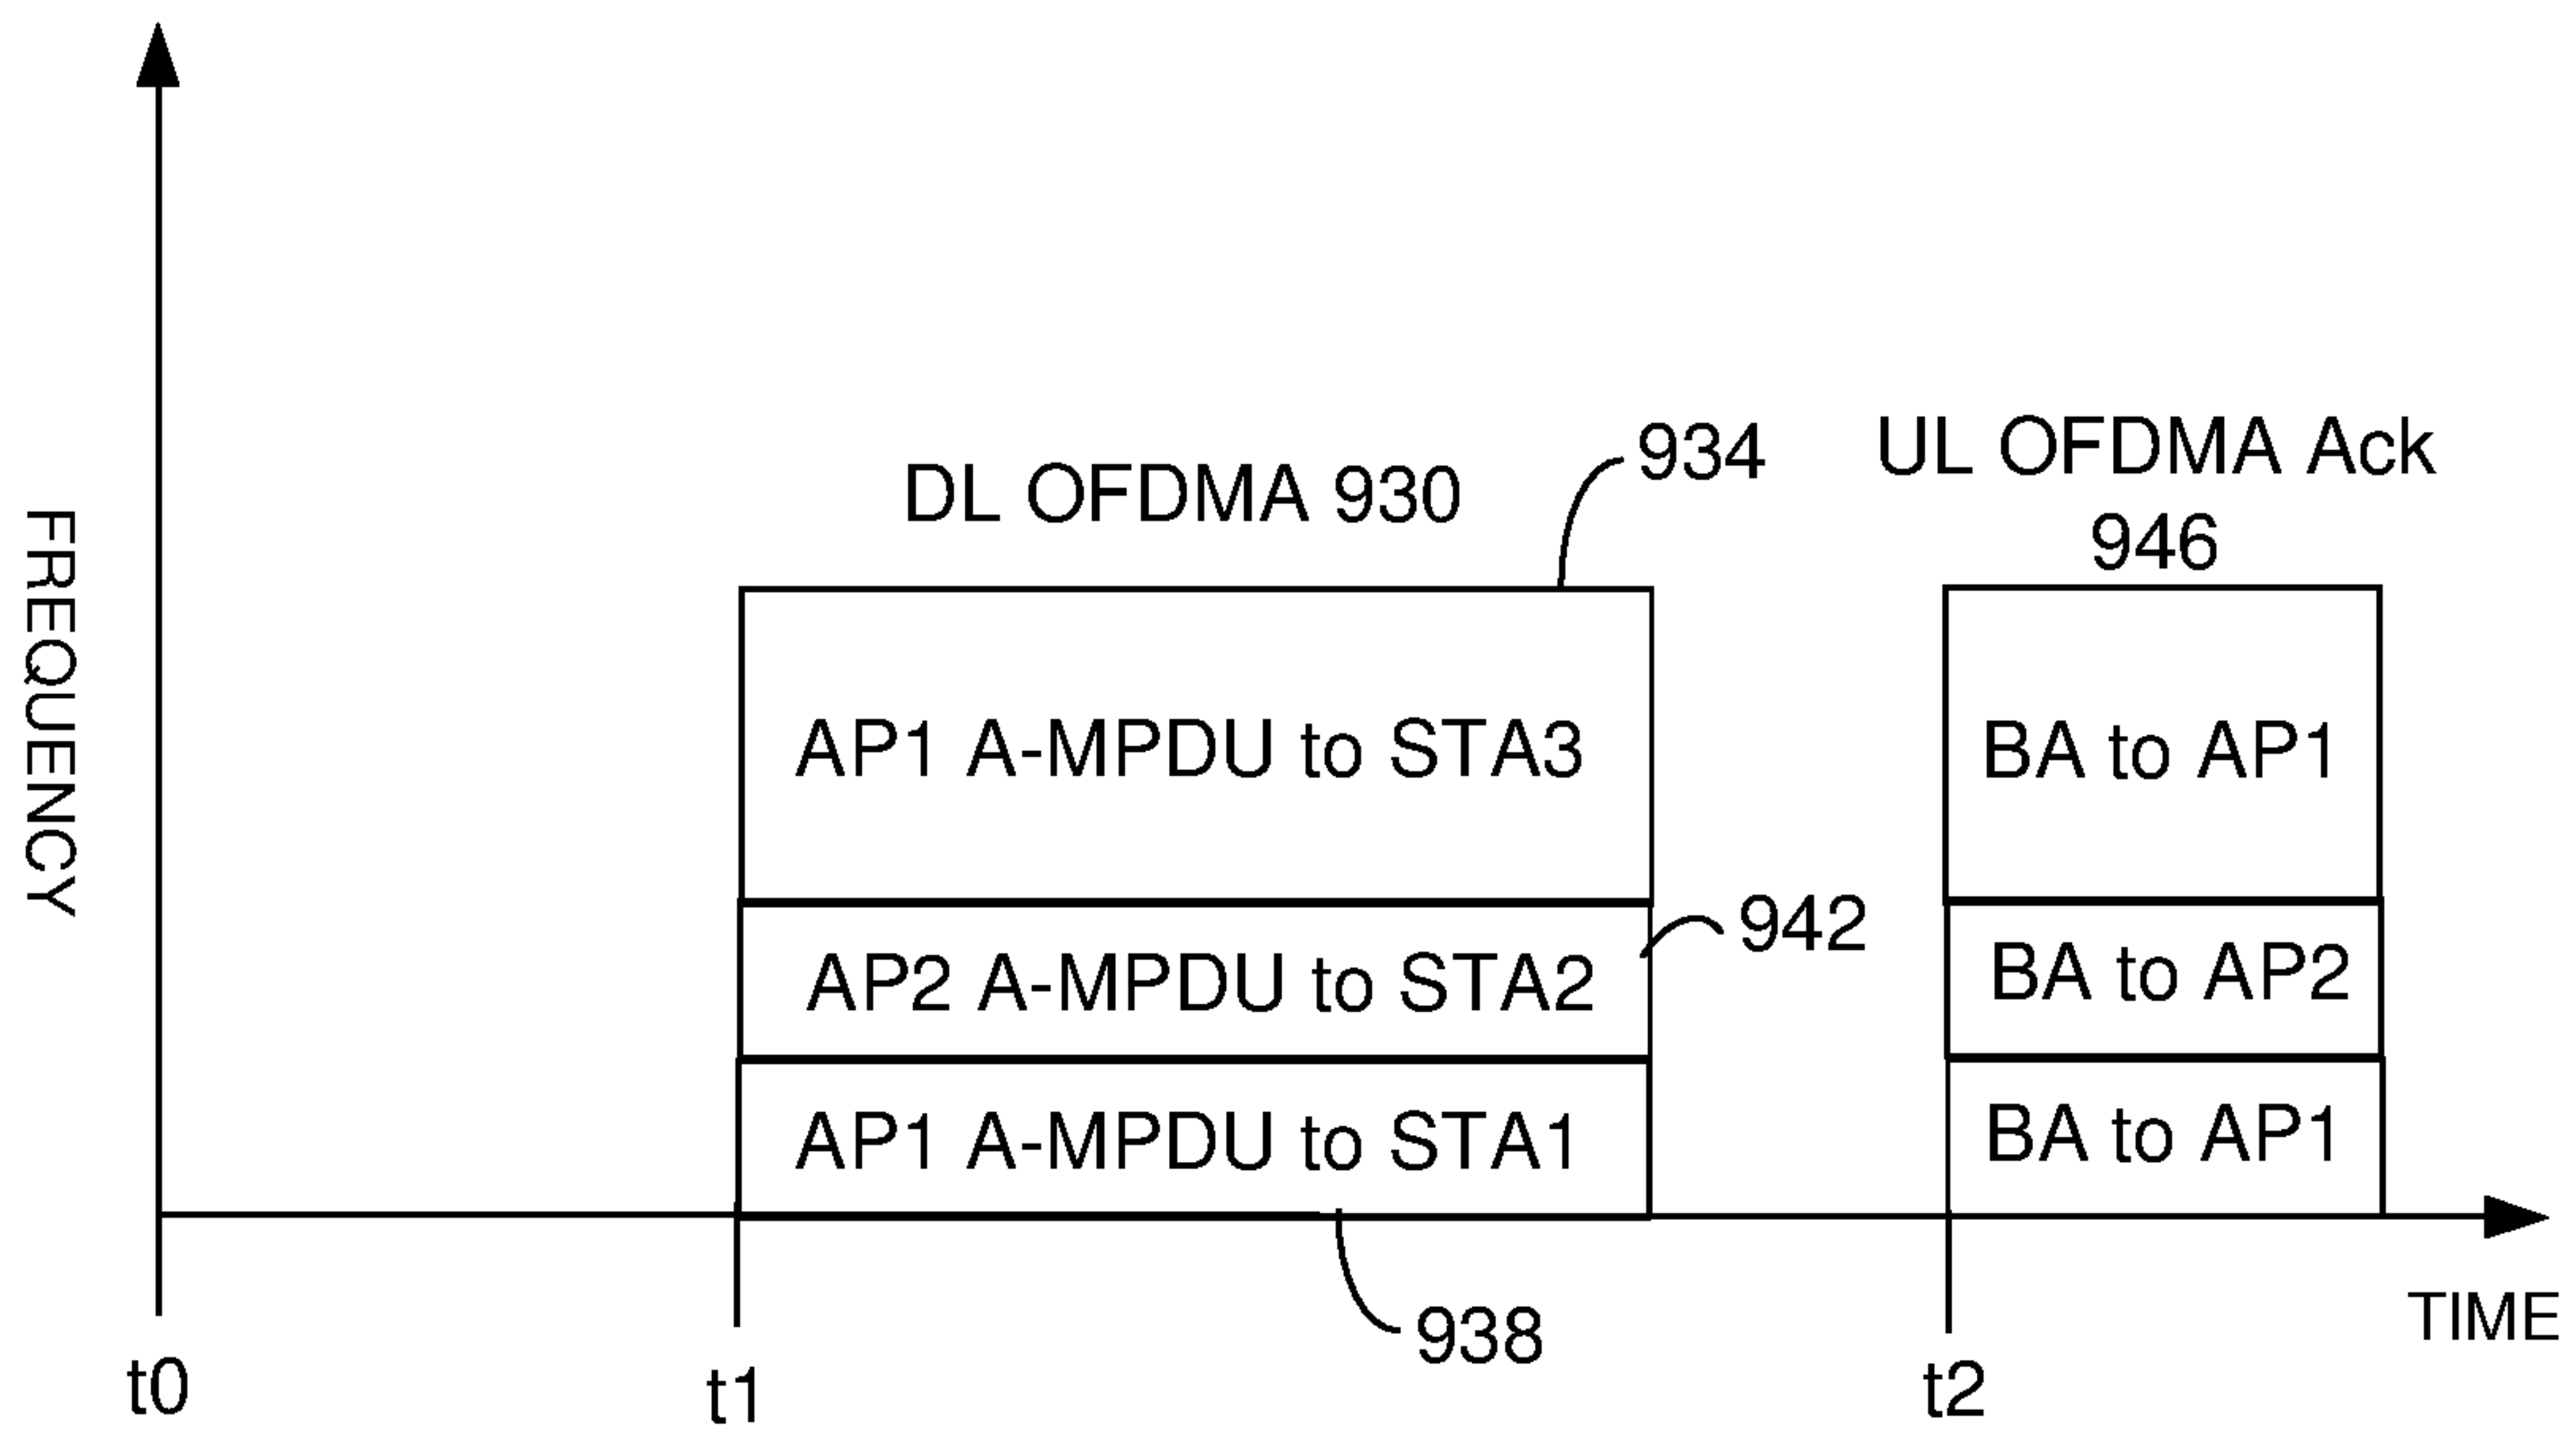 FREQUENCY
DL OFDMA 930
934
UL OFDMA Ack
946
AP1 A-MPDU to STA3
BA to AP1
942
AP2 A-MPDU to STA2
BA to AP2
AP1 A-MPDU to STA1
BA to AP1
938
TIME
t0
t1
t2